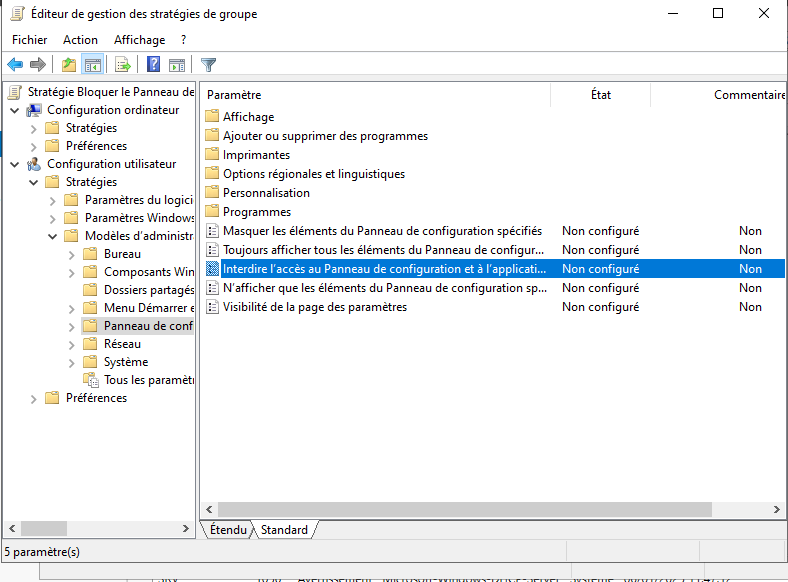 Éditeur de gestion des stratégies de groupe
Fichier Action Affichage ?
Stratégie Bloquer le Panneau de
Configuration ordinateur
Stratégies
Préférences
Configuration utilisateur
Stratégies
Paramètres du logici
Paramètres Windows
Modèles d'administra
Bureau
Composants Win
Dossiers partagés
Menu Démarrer e
Panneau de conf
Réseau
Système
Tous les paramètr
Préférences
Paramètre État Commentaire
Affichage
Ajouter ou supprimer des programmes
Imprimantes
Options régionales et linguistiques
Personnalisation
Programmes
Masquer les éléments du Panneau de configuration spécifiés Non configuré Non
Toujours afficher tous les éléments du Panneau de configur... Non configuré Non
Interdire l'accès au Panneau de configuration et à l'applicati... Non configuré Non
N'afficher que les éléments du Panneau de configuration sp... Non configuré Non
Visibilité de la page des paramètres Non configuré Non
Étendu Standard
5 paramètre(s)